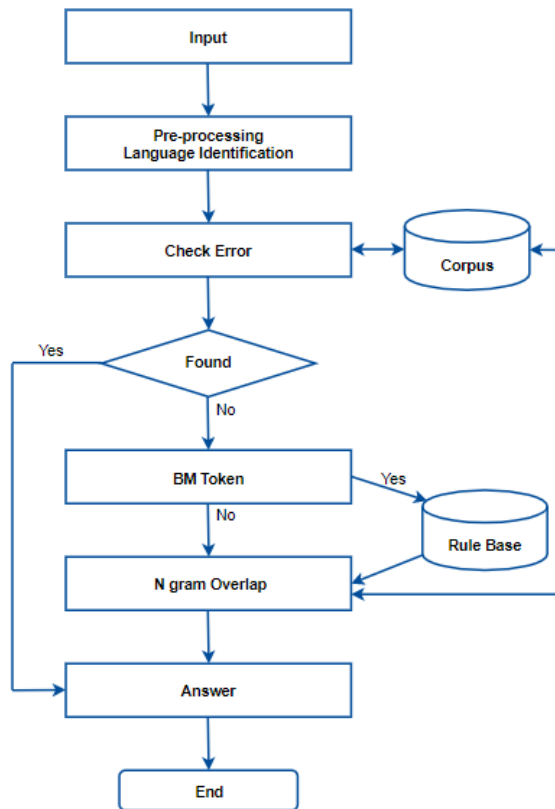 Input
Pre-processing
Language Identification
Check Error
Corpus
Yes
Found
No
BM Token
Yes
No
Rule Base
N gram Overlap
Answer
End